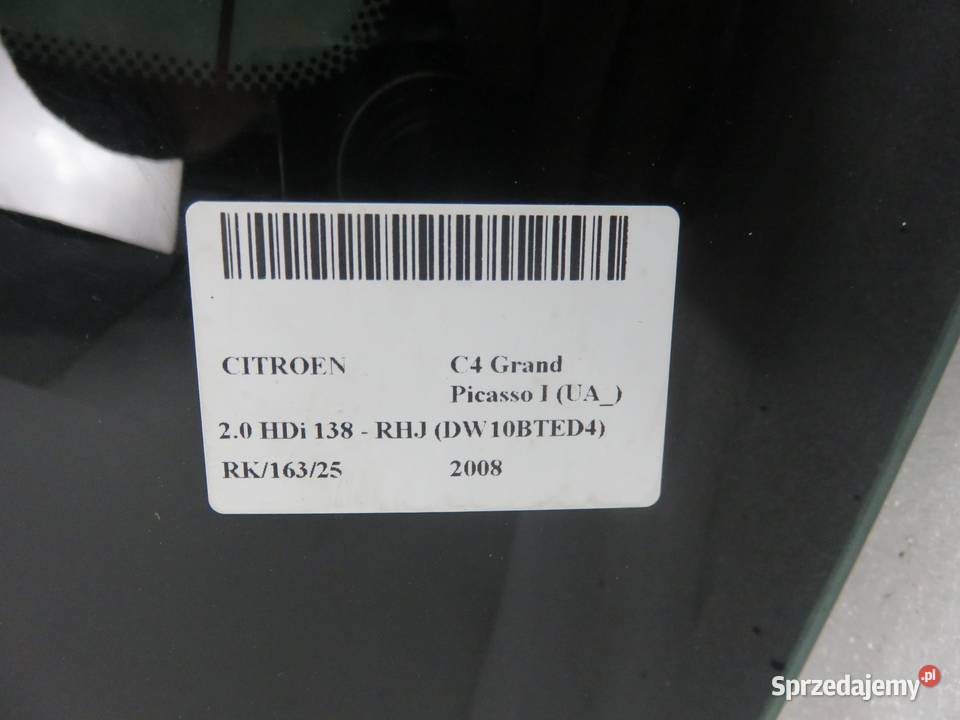 CITROEN C4 Grand
Picasso I (UA_)
2.0 HDi 138 - RHJ (DW10BTED4)
RK/163/25 2008
Sprzedajemy.pl